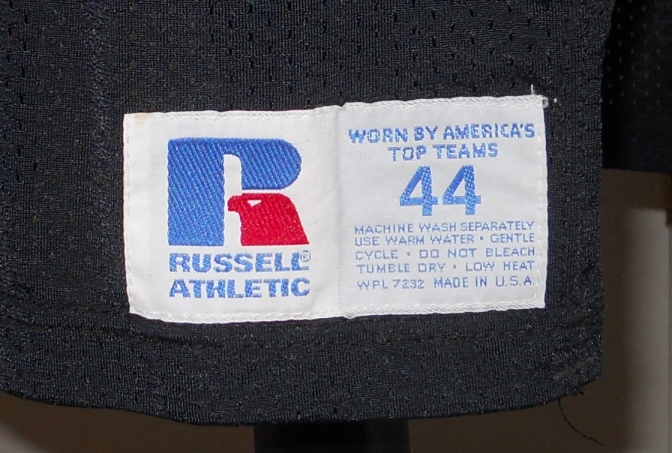 R
RUSSELL®
ATHLETIC
WORN BY AMERICA'S
TOP TEAMS
44
MACHINE WASH SEPARATELY
USE WARM WATER • GENTLE
CYCLE • DO NOT BLEACH
TUMBLE DRY • LOW HEAT
WPL 7232 MADE IN U.S.A.